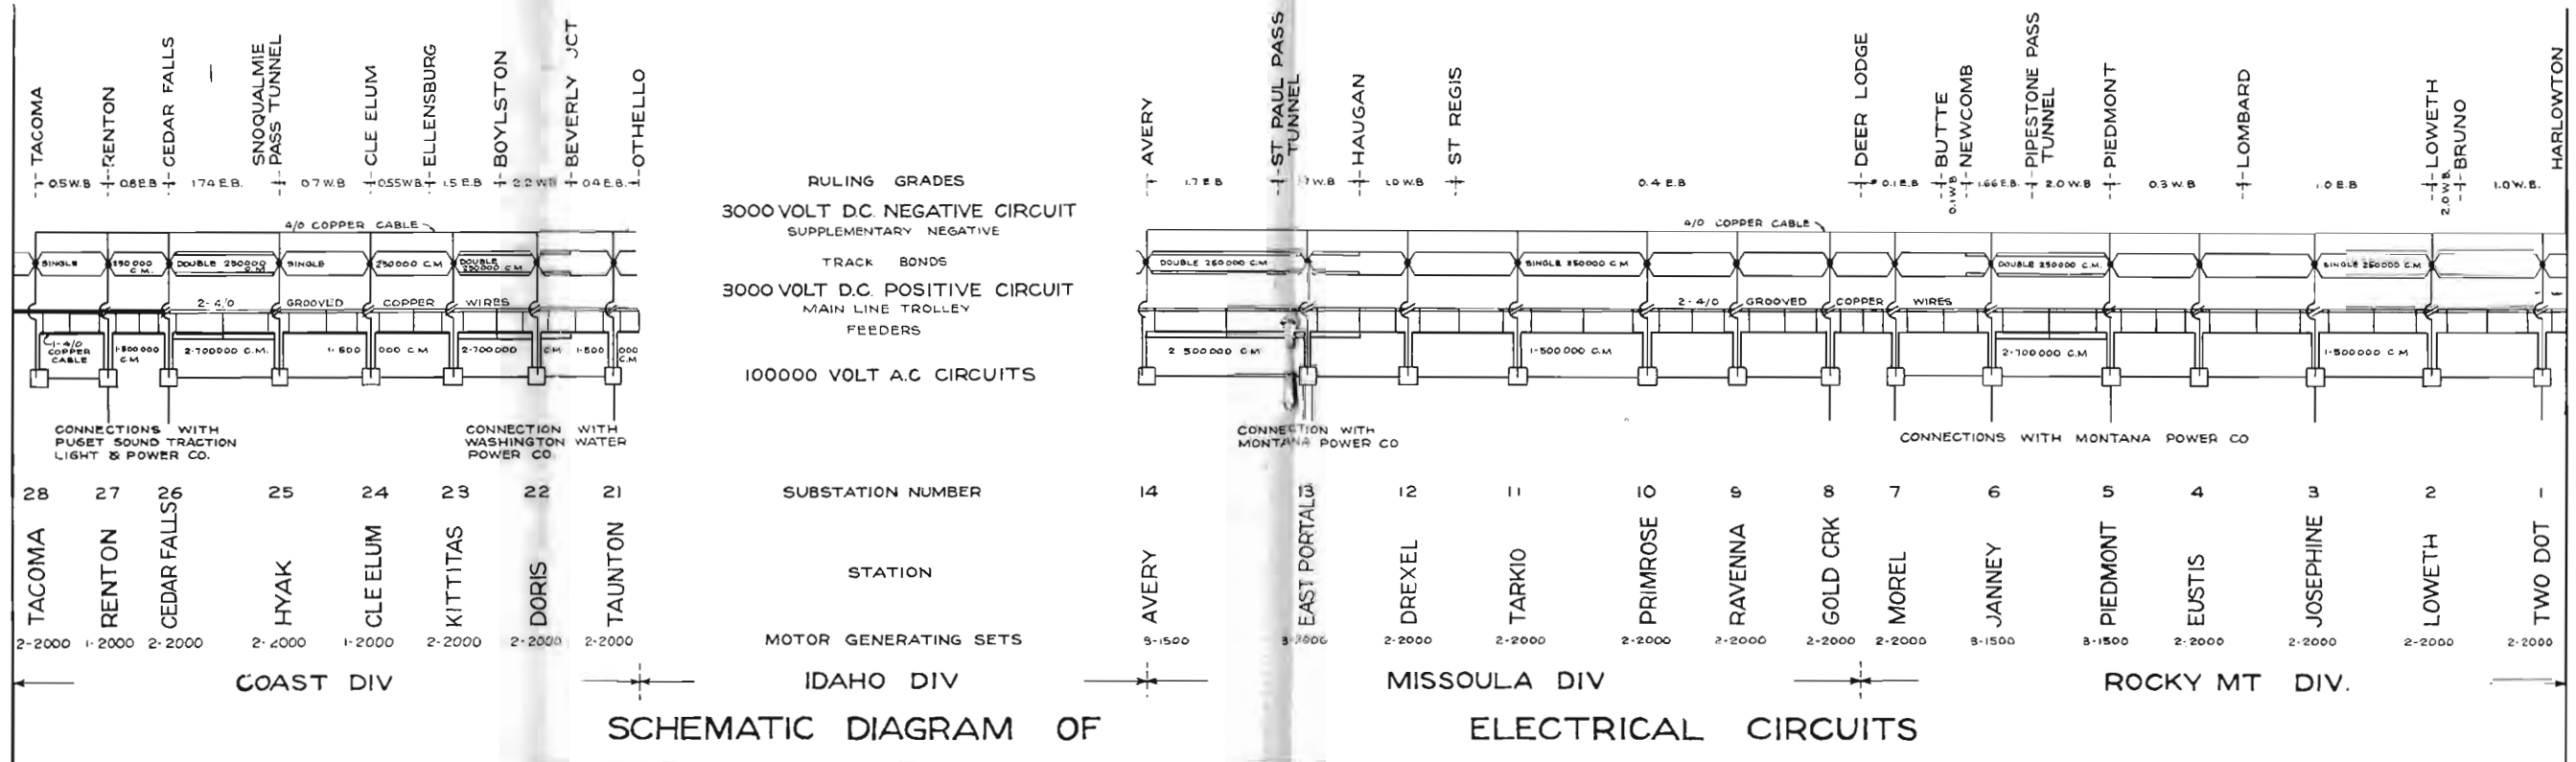 TACOMA
RENTON
CEDAR FALLS
SNOQUALMIE
PASS TUNNEL
CLE ELUM
ELLENSBURG
BOYLSTON
BEVERLY JCT
OTHELLO
AVERY
ST PAUL PASS
TUNNEL
HAUGAN
ST REGIS
DEER LODGE
BUTTE
NEWCOMB
PIPESTONE PASS
TUNNEL
PIEDMONT
LOMBARD
LOWETH
BRUNO
HARLOWTON
0.5 W.B 0.8 E.B 1.74 E.B. 0.7 W.B 0.55 W.B 1.5 E.B 2.2 W.B 0.4 E.B.
RULING GRADES
1.7 E.B 1.7 W.B 1.0 W.B 0.4 E.B 0.1 E.B 0.1 W.B 1.66 E.B. 2.0 W.B 0.3 W.B 1.0 E.B 2.0 W.B. 1.0 W.B.
3000 VOLT D.C. NEGATIVE CIRCUIT
4/0 COPPER CABLE
SUPPLEMENTARY NEGATIVE
4/0 COPPER CABLE
SINGLE 250000 C.M. DOUBLE 250000 C.M SINGLE 250000 C.M DOUBLE 250000 C.M
TRACK BONDS
DOUBLE 250000 C.M SINGLE 250000 C.M DOUBLE 250000 C.M. SINGLE 250000 C.M
3000 VOLT D.C. POSITIVE CIRCUIT
2-4/0 GROOVED COPPER WIRES
MAIN LINE TROLLEY
2-4/0 GROOVED COPPER WIRES
FEEDERS
1-4/0 COPPER CABLE
1-500000 C.M
2-700000 C.M.
1-500 000 C M
2-700000 C.M
1-500 000 C.M
2 500000 C.M
1-500000 C.M
2-700000 C.M
1-500000 C.M
100000 VOLT A.C CIRCUITS
CONNECTIONS WITH
PUGET SOUND TRACTION
LIGHT & POWER CO.
CONNECTION WITH
WASHINGTON WATER
POWER CO
CONNECTION WITH
MONTANA POWER CO
CONNECTIONS WITH MONTANA POWER CO
28 27 26 25 24 23 22 21 SUBSTATION NUMBER 14 13 12 11 10 9 8 7 6 5 4 3 2 1
TACOMA
RENTON
CEDAR FALLS
HYAK
CLE ELUM
KITTITAS
DORIS
TAUNTON
STATION
AVERY
EAST PORTAL
DREXEL
TARKIO
PRIMROSE
RAVENNA
GOLD CRK
MOREL
JANNEY
PIEDMONT
EUSTIS
JOSEPHINE
LOWETH
TWO DOT
2-2000 1-2000 2-2000 2-2000 1-2000 2-2000 2-2000 2-2000 MOTOR GENERATING SETS 3-1500 3-2000 2-2000 2-2000 2-2000 2-2000 2-2000 2-2000 3-1500 3-1500 2-2000 2-2000 2-2000 2-2000
COAST DIV IDAHO DIV MISSOULA DIV ROCKY MT DIV.
SCHEMATIC DIAGRAM OF ELECTRICAL CIRCUITS